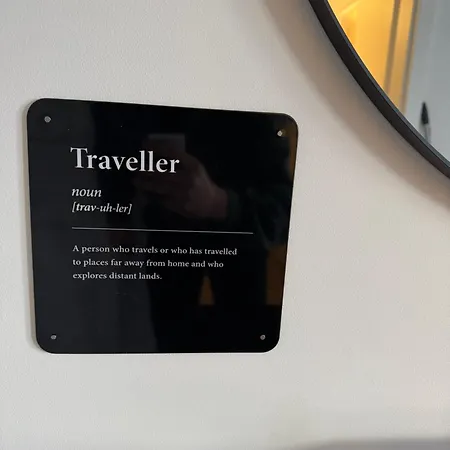 Traveller
noun
[trav-uh-ler]
A person who travels or who has travelled
to places far away from home and who
explores distant lands.